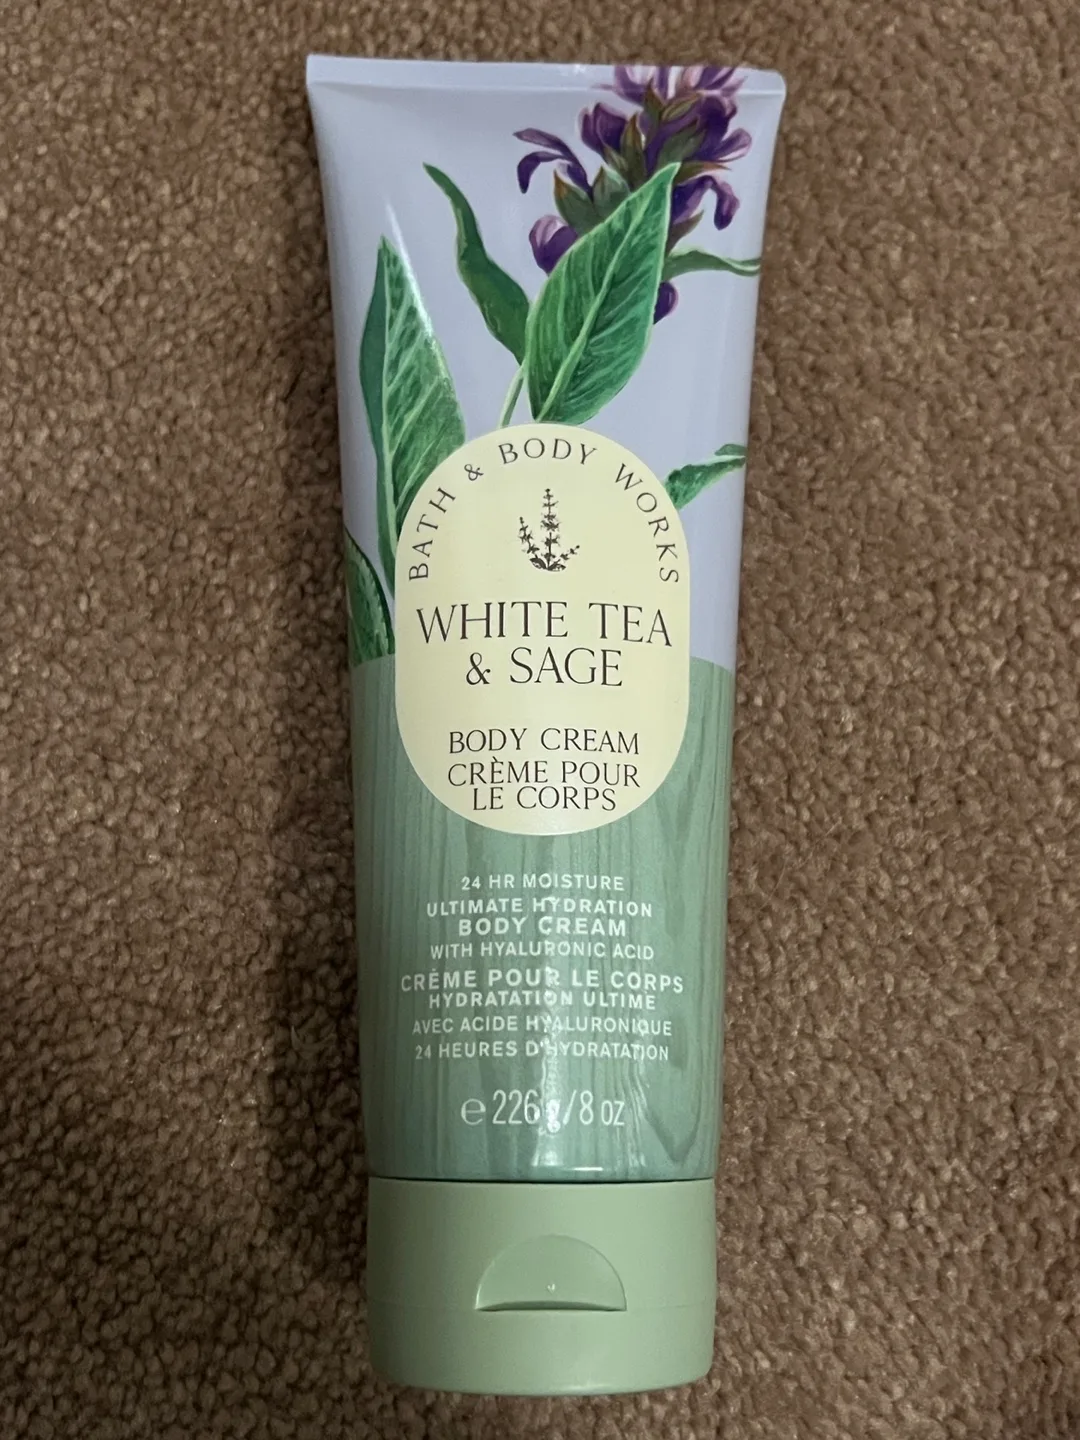 BATH & BODY WORKS
WHITE TEA
& SAGE
BODY CREAM
CRÈME POUR
LE CORPS
24 HR MOISTURE
ULTIMATE HYDRATION
BODY CREAM
WITH HYALURONIC ACID
CRÈME POUR LE CORPS
HYDRATATION ULTIME
AVEC ACIDE HYALURONIQUE
24 HEURES D'HYDRATATION
℮ 226 g/8 OZ